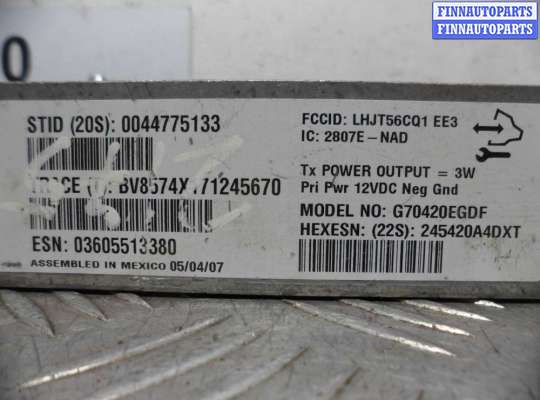 FINNAUTOPARTS
FINNAUTOPARTS
0
STID (20S): 0044775133
FCCID: LHJT56CQ1 EE3
IC: 2807E-NAD
BV8574X 71245670
Tx POWER OUTPUT = 3W
Pri Pwr 12VDC Neg Gnd
MODEL NO: G70420EGDF
ESN: 03605513380
HEXESN: (22S): 245420A4DXT
ASSEMBLED IN MEXICO 05/04/07